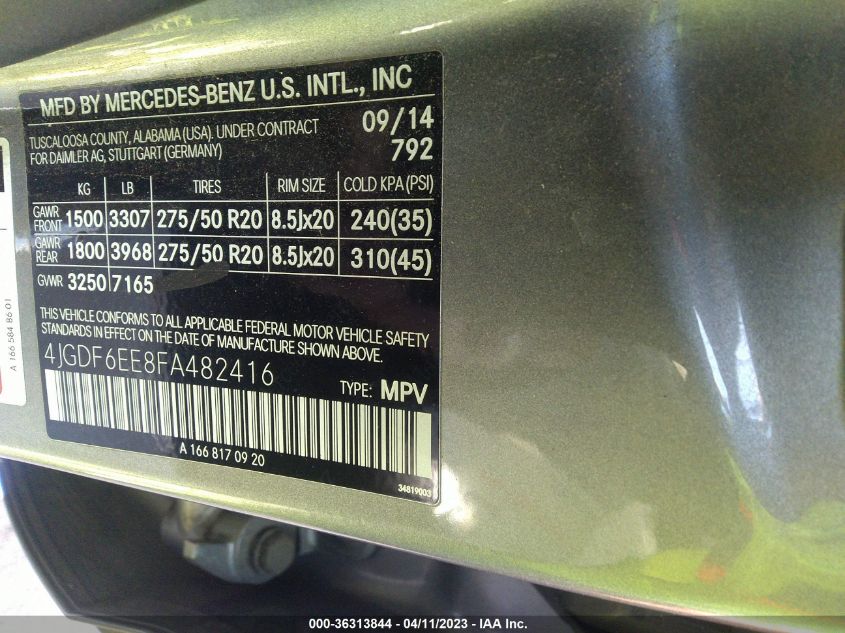 MFD BY MERCEDES-BENZ U.S. INTL., INC
TUSCALOOSA COUNTY, ALABAMA (USA). UNDER CONTRACT
FOR DAIMLER AG, STUTTGART (GERMANY)
09/14
792
KG LB TIRES RIM SIZE COLD KPA (PSI)
GAWR FRONT 1500 3307 275/50 R20 8.5Jx20 240(35)
GAWR REAR 1800 3968 275/50 R20 8.5Jx20 310(45)
GVWR 3250 7165
THIS VEHICLE CONFORMS TO ALL APPLICABLE FEDERAL MOTOR VEHICLE SAFETY
STANDARDS IN EFFECT ON THE DATE OF MANUFACTURE SHOWN ABOVE.
4JGDF6EE8FA482416
TYPE: MPV
A 166 817 09 20
34819003
A 166 584 86 01
000-36313844 / 04/11/2023 - IAA Inc.